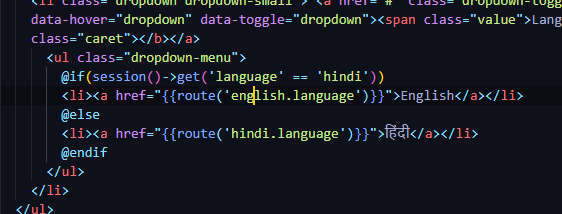 data-hover="dropdown" data-toggle="dropdown"><span class="value">Lang
class="caret"></b></a>
<ul class="dropdown-menu">
@if(session()->get('language' == 'hindi'))
<li><a href="{{route('english.language')}}">English</a></li>
@else
<li><a href="{{route('hindi.language')}}">हिंदी</a></li>
@endif
</ul>
</li>
</ul>